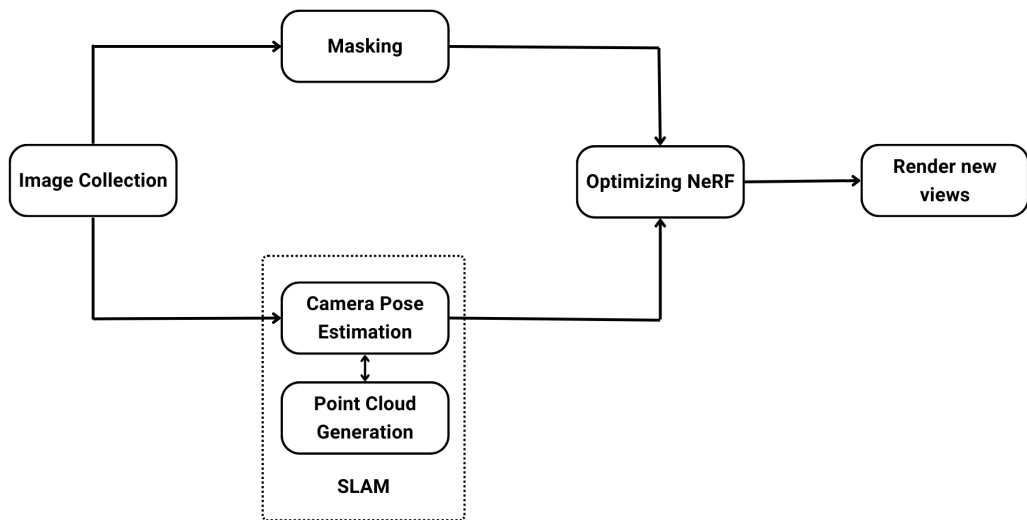 Masking
Image Collection
Optimizing NeRF
Render new
views
Camera Pose
Estimation
Point Cloud
Generation
SLAM